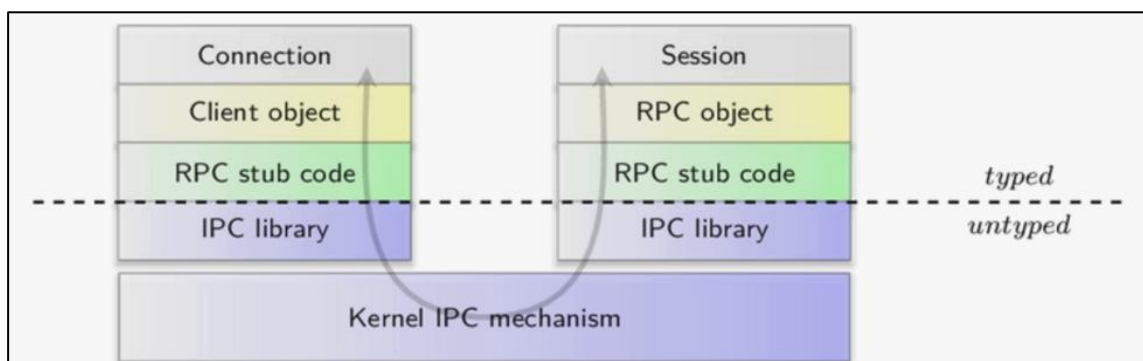 Connection
Session
Client object
RPC object
RPC stub code
RPC stub code
typed
IPC library
IPC library
untyped
Kernel IPC mechanism